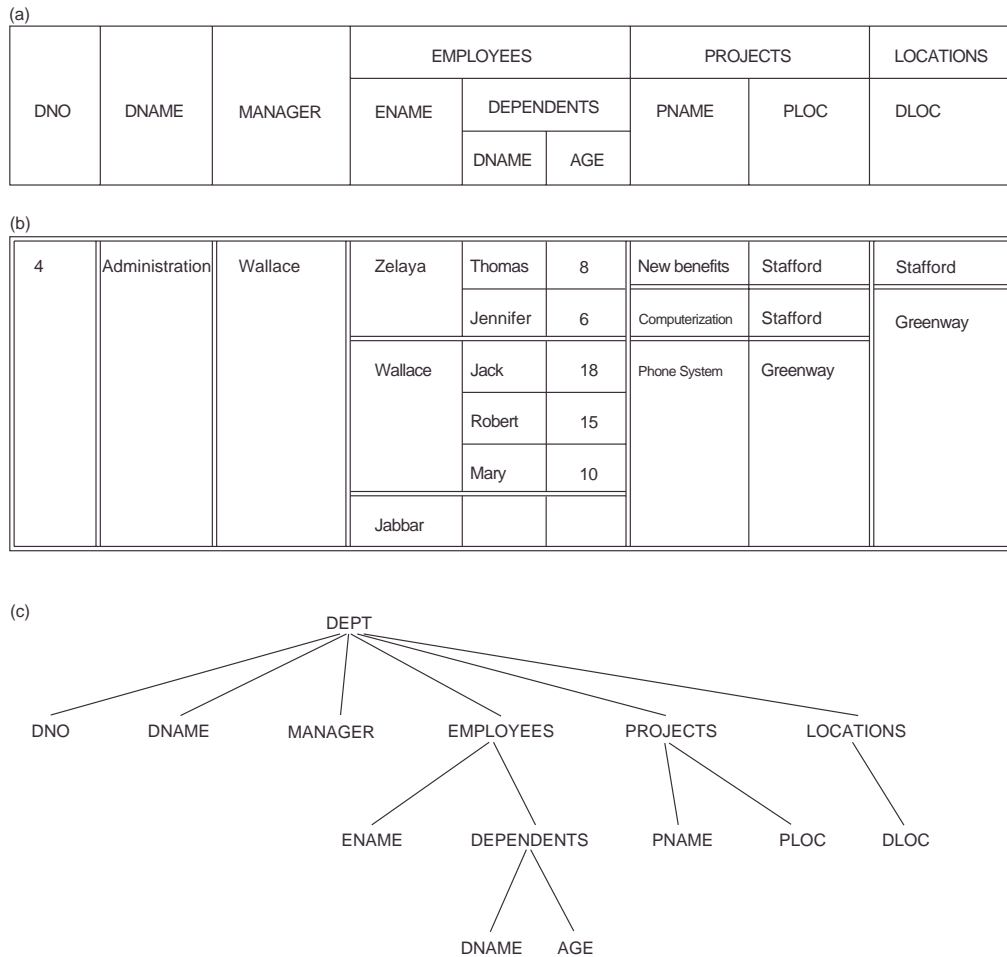 (a)
EMPLOYEES PROJECTS LOCATIONS
DNO DNAME MANAGER ENAME DEPENDENTS PNAME PLOC DLOC
DNAME AGE
(b)
4 Administration Wallace Zelaya Thomas 8 New benefits Stafford Stafford
Jennifer 6 Computerization Stafford Greenway
Wallace Jack 18 Phone System Greenway
Robert 15
Mary 10
Jabbar
(c)
DEPT
DNO DNAME MANAGER EMPLOYEES PROJECTS LOCATIONS
ENAME DEPENDENTS PNAME PLOC DLOC
DNAME AGE